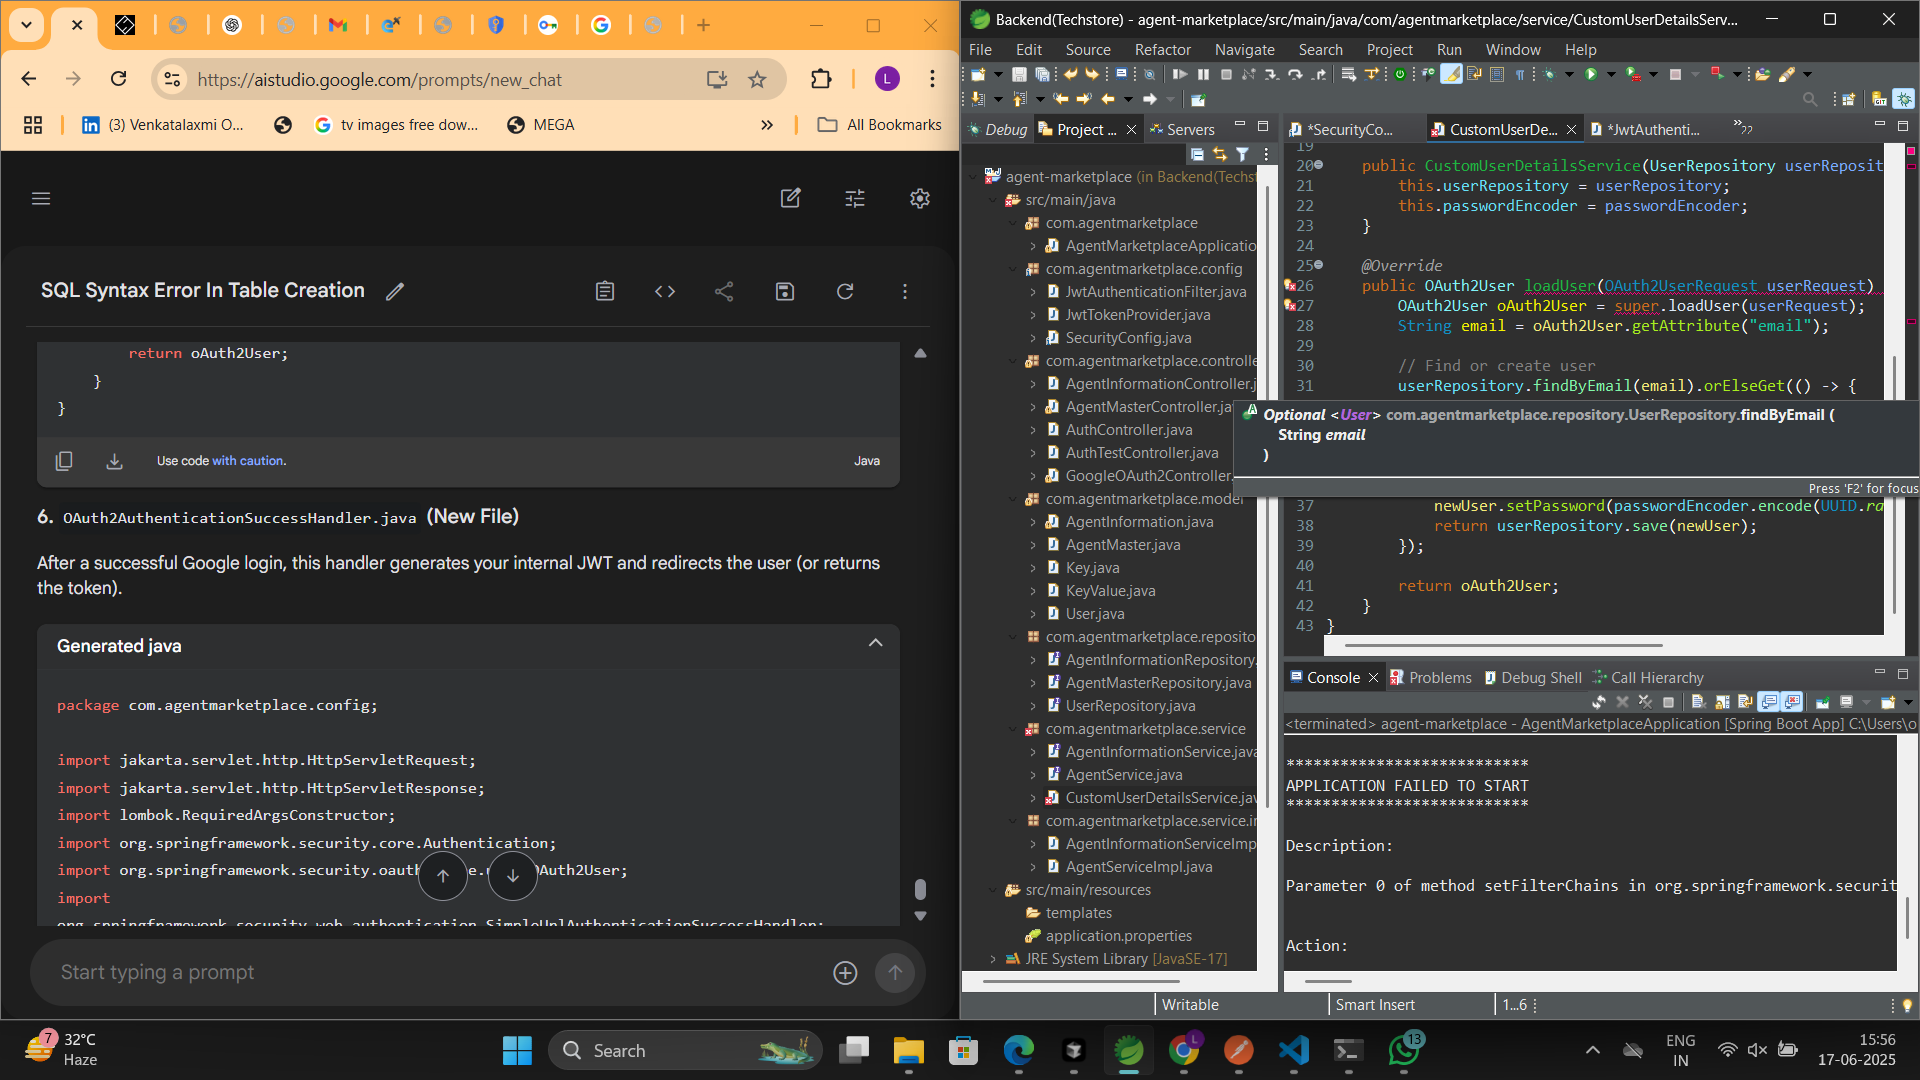 https://aistudio.google.com/prompts/new_chat
(3) Venkatalaxmi O...
tv images free dow...
MEGA
All Bookmarks
SQL Syntax Error In Table Creation
return oAuth2User;
}
}
Use code with caution.
Java
6. OAuth2AuthenticationSuccessHandler.java (New File)
After a successful Google login, this handler generates your internal JWT and redirects the user (or returns
the token).
Generated java
package com.agentmarketplace.config;
import jakarta.servlet.http.HttpServletRequest;
import jakarta.servlet.http.HttpServletResponse;
import lombok.RequiredArgsConstructor;
import org.springframework.security.core.Authentication;
import org.springframework.security.oauth
OAuth2User;
import
org.springframework.security.web.authentication.SimpleUrlAuthenticationSuccessHandler;
Start typing a prompt
Backend(Techstore) - agent-marketplace/src/main/java/com/agentmarketplace/service/CustomUserDetailsServ...
File Edit Source Refactor Navigate Search Project Run Window Help
Debug
Project ...
Servers
agent-marketplace (in Backend(Techst
src/main/java
com.agentmarketplace
AgentMarketplaceApplicatio
com.agentmarketplace.config
JwtAuthenticationFilter.java
JwtTokenProvider.java
SecurityConfig.java
com.agentmarketplace.controlle
AgentInformationController.j
AgentMasterController.ja
AuthController.java
AuthTestController.java
GoogleOAuth2Controller.
com.agentmarketplace.model
AgentInformation.java
AgentMaster.java
Key.java
KeyValue.java
User.java
com.agentmarketplace.reposito
AgentInformationRepository.
AgentMasterRepository.java
UserRepository.java
com.agentmarketplace.service
AgentInformationService.java
AgentService.java
CustomUserDetailsService.jav
com.agentmarketplace.service.in
AgentInformationServiceImp
AgentServiceImpl.java
src/main/resources
templates
application.properties
JRE System Library [JavaSE-17]
*SecurityCo...
CustomUserDe...
*JwtAuthenti...
»22
19
20 public CustomUserDetailsService(UserRepository userReposit
21 this.userRepository = userRepository;
22 this.passwordEncoder = passwordEncoder;
23 }
24
25 @Override
26 public OAuth2User loadUser(OAuth2UserRequest userRequest)
27 OAuth2User oAuth2User = super.loadUser(userRequest);
28 String email = oAuth2User.getAttribute("email");
29
30 // Find or create user
31 userRepository.findByEmail(email).orElseGet(() -> {
Optional <User> com.agentmarketplace.repository.UserRepository.findByEmail (
String email
)
Press 'F2' for focus
37 newUser.setPassword(passwordEncoder.encode(UUID.ra
38 return userRepository.save(newUser);
39 });
40
41 return oAuth2User;
42 }
43 }
Console Problems Debug Shell Call Hierarchy
<terminated> agent-marketplace - AgentMarketplaceApplication [Spring Boot App] C:\Users\o
***************************
APPLICATION FAILED TO START
***************************
Description:
Parameter 0 of method setFilterChains in org.springframework.securit
Action:
Writable
Smart Insert
1...6
7
32°C
Haze
Search
13
ENG
IN
15:56
17-06-2025